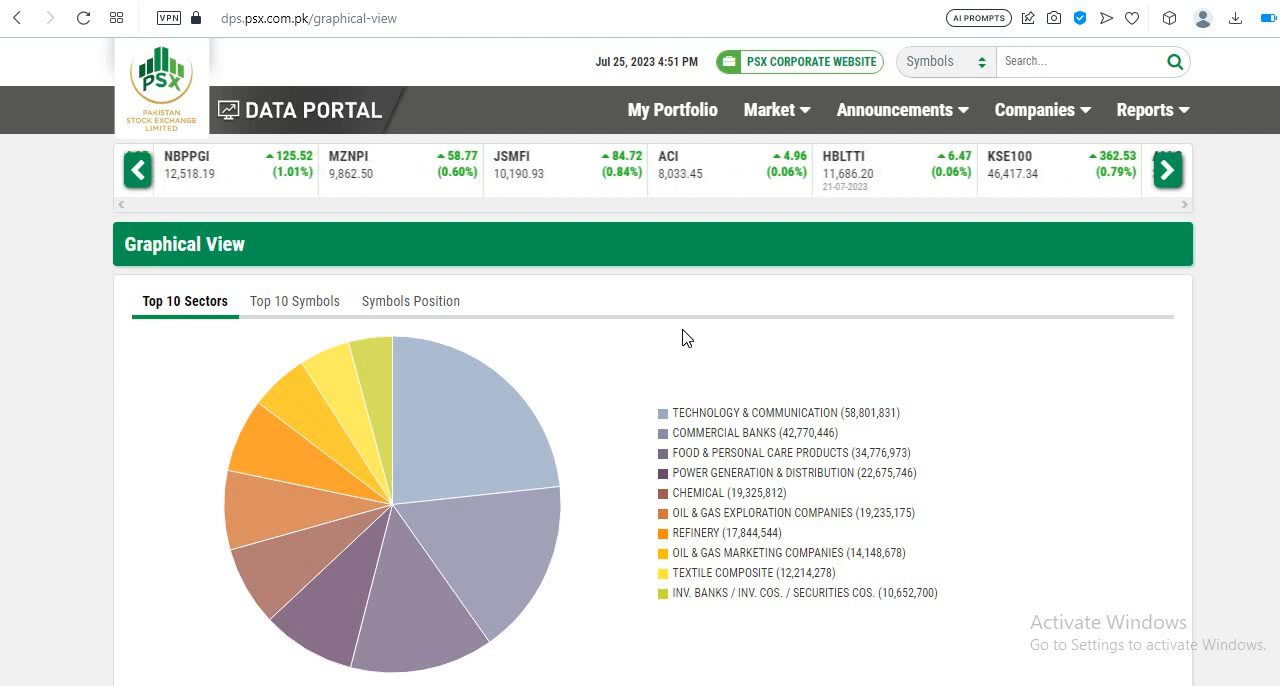 VPN
dps.psx.com.pk/graphical-view
AI PROMPTS
PSX
PAKISTAN
STOCK EXCHANGE
LIMITED
Jul 25, 2023 4:51 PM
PSX CORPORATE WEBSITE
Symbols
Search...
DATA PORTAL
My Portfolio
Market
Announcements
Companies
Reports
NBPPGI 125.52
12,518.19 (1.01%)
MZNPI 58.77
9,862.50 (0.60%)
JSMFI 84.72
10,190.93 (0.84%)
ACI 4.96
8,033.45 (0.06%)
HBLTTI 6.47
11,686.20 (0.06%)
21-07-2023
KSE100 362.53
46,417.34 (0.79%)
Graphical View
Top 10 Sectors
Top 10 Symbols
Symbols Position
TECHNOLOGY & COMMUNICATION (58,801,831)
COMMERCIAL BANKS (42,770,446)
FOOD & PERSONAL CARE PRODUCTS (34,776,973)
POWER GENERATION & DISTRIBUTION (22,675,746)
CHEMICAL (19,325,812)
OIL & GAS EXPLORATION COMPANIES (19,235,175)
REFINERY (17,844,544)
OIL & GAS MARKETING COMPANIES (14,148,678)
TEXTILE COMPOSITE (12,214,278)
INV. BANKS / INV. COS. / SECURITIES COS. (10,652,700)
Activate Windows
Go to Settings to activate Windows.